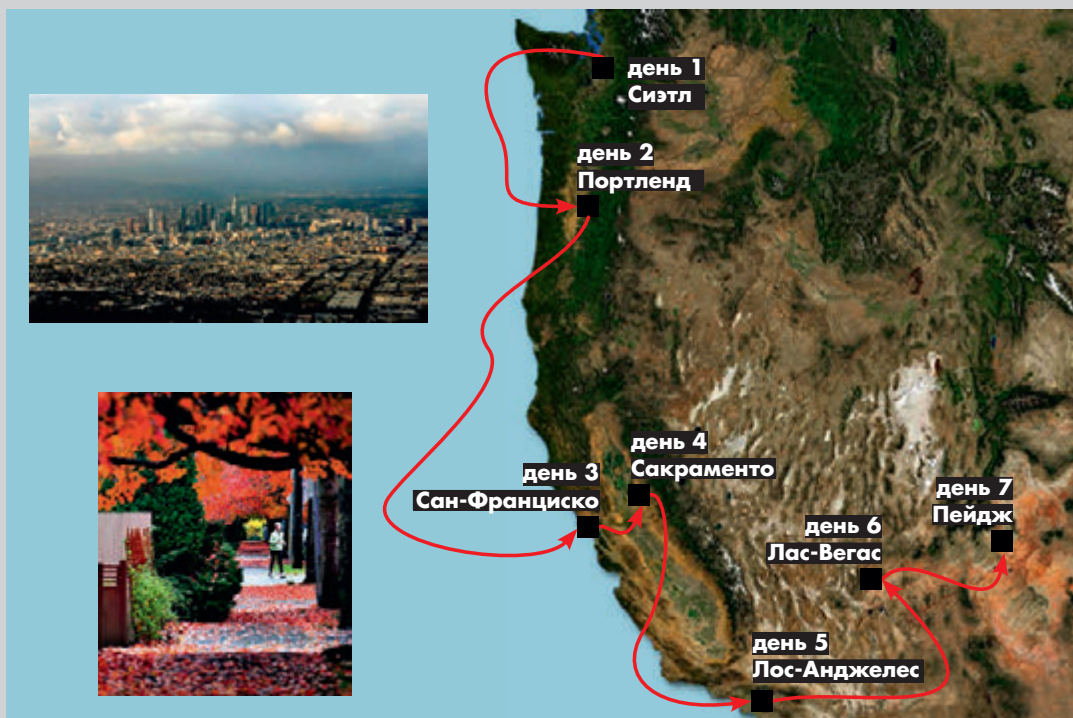 день 1
Сиэтл
день 2
Портленд
день 3
Сан-Франциско
день 4
Сакраменто
день 5
Лос-Анджелес
день 6
Лас-Вегас
день 7
Пейдж